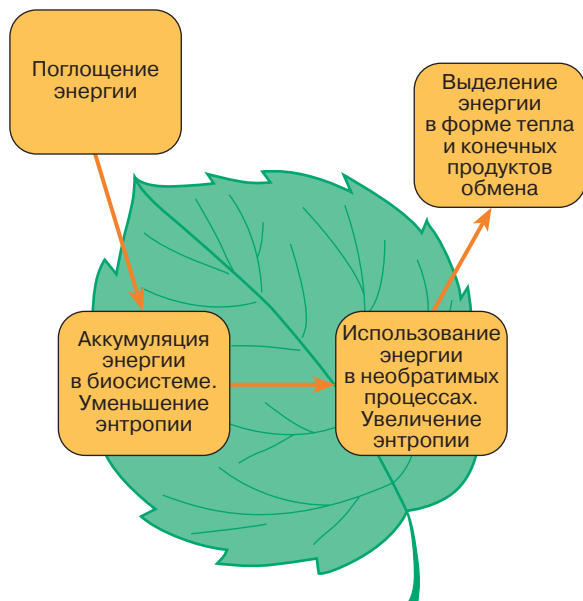 Поглощение
энергии
Выделение
энергии
в форме тепла
и конечных
продуктов
обмена
Аккумуляция
энергии
в биосистеме.
Уменьшение
энтропии
Использование
энергии
в необратимых
процессах.
Увеличение
энтропии